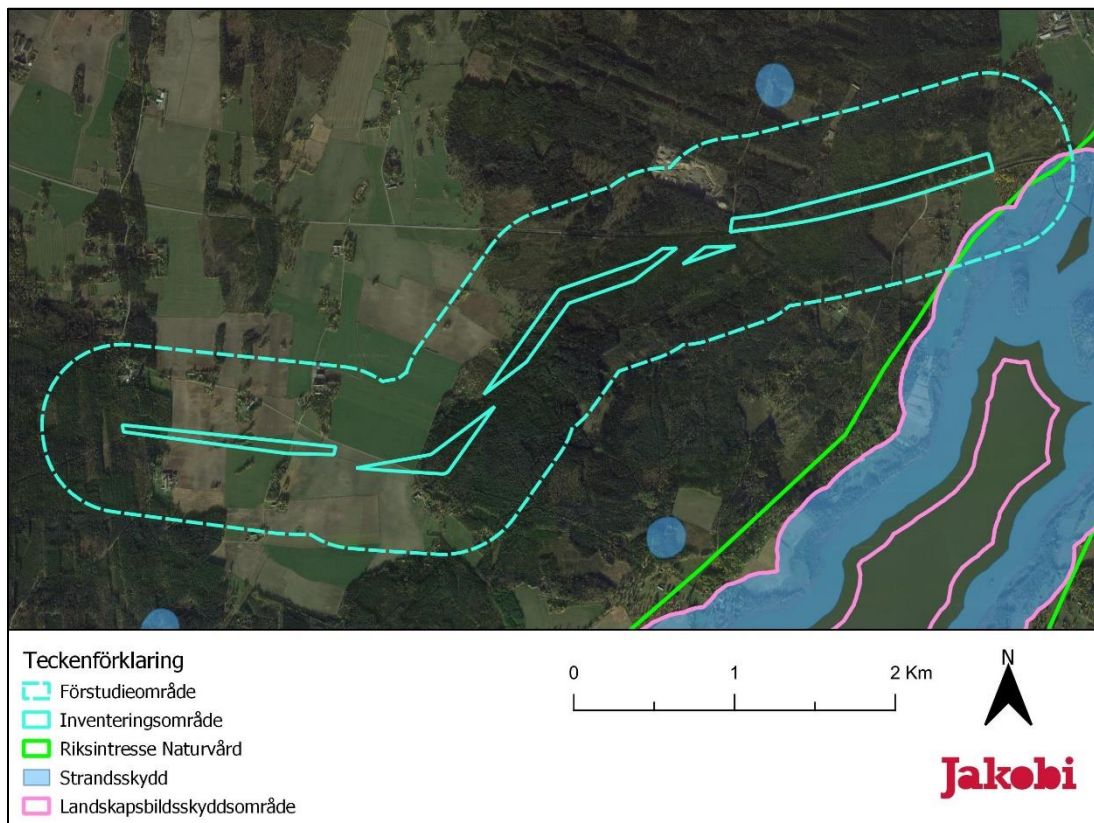 Teckenförklaring
Förstudieområde
Inventeringsområde
Riksintresse Naturvård
Strandsskydd
Landskapsbildsskyddsområde
0 1 2 Km
N
Jakobi